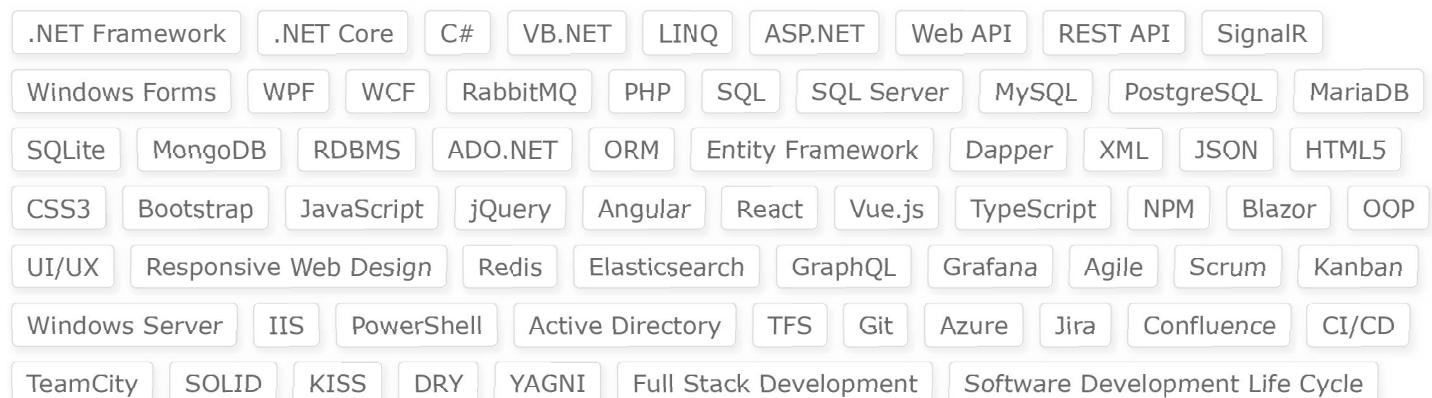 .NET Framework .NET Core C# VB.NET LINQ ASP.NET Web API REST API SignalR
Windows Forms WPF WCF RabbitMQ PHP SQL SQL Server MySQL PostgreSQL MariaDB
SQLite MongoDB RDBMS ADO.NET ORM Entity Framework Dapper XML JSON HTML5
CSS3 Bootstrap JavaScript jQuery Angular React Vue.js TypeScript NPM Blazor OOP
UI/UX Responsive Web Design Redis Elasticsearch GraphQL Grafana Agile Scrum Kanban
Windows Server IIS PowerShell Active Directory TFS Git Azure Jira Confluence CI/CD
TeamCity SOLID KISS DRY YAGNI Full Stack Development Software Development Life Cycle